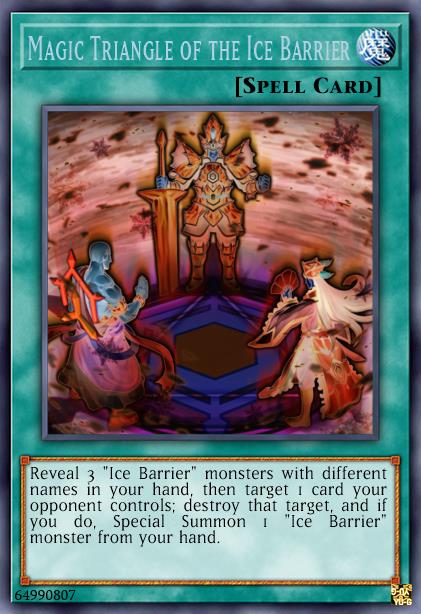 Magic Triangle of the Ice Barrier
魔
[Spell Card]
Reveal 3 "Ice Barrier" monsters with different
names in your hand, then target 1 card your
opponent controls; destroy that target, and if
you do, Special Summon 1 "Ice Barrier"
monster from your hand.
64990807